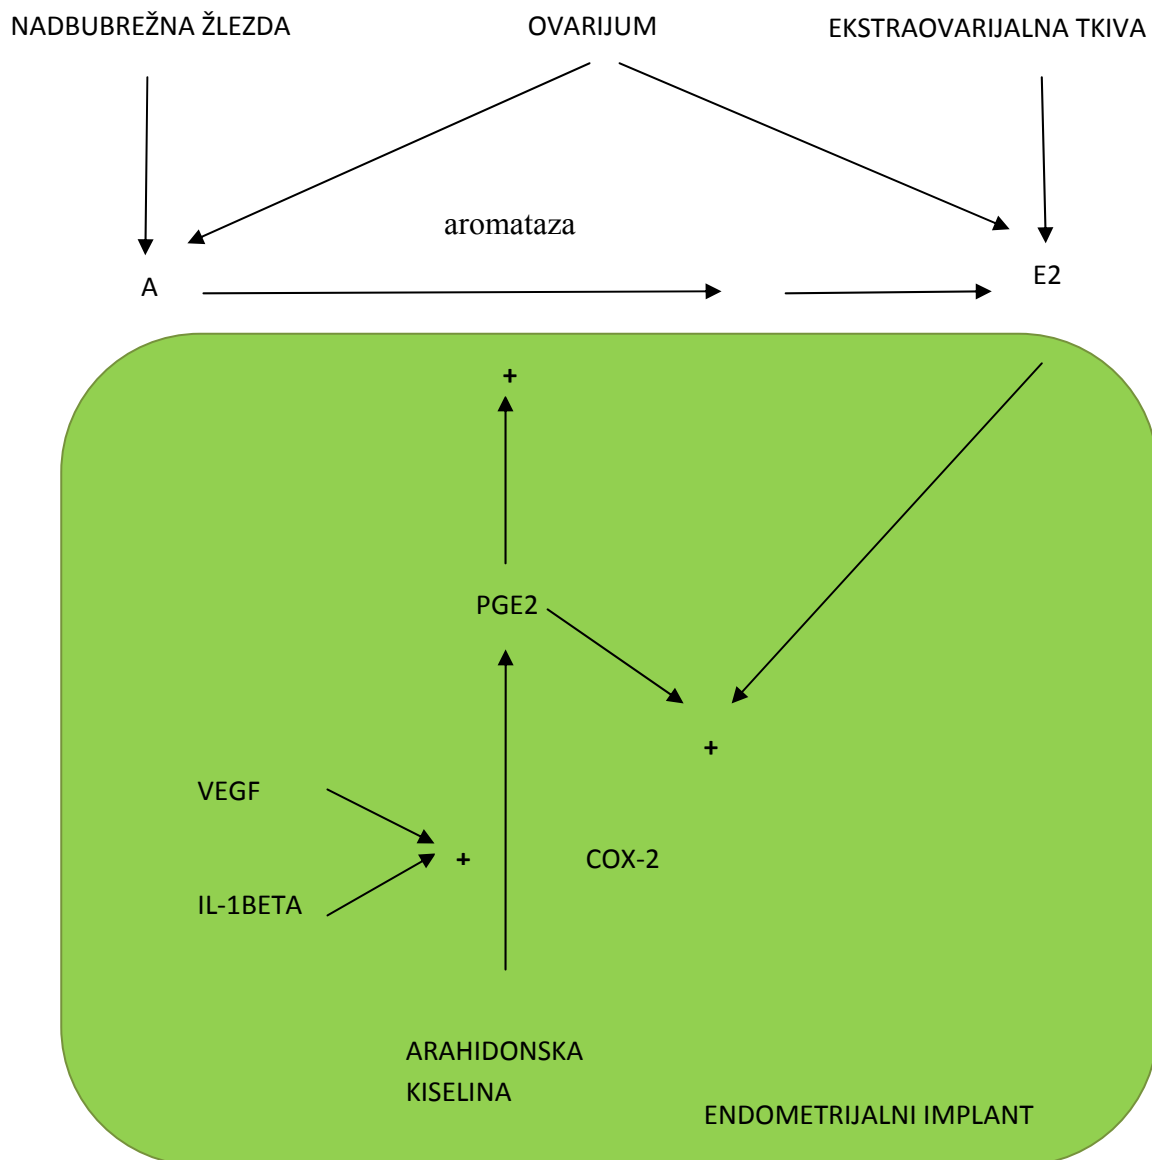 NADBUBREŽNA ŽLEZDA
OVARIJUM
EKSTRAOVARIJALNA TKIVA
aromataza
A
E2
+
PGE2
+
VEGF
+
COX-2
IL-1BETA
ARAHIDONSKA
KISELINA
ENDOMETRIJALNI IMPLANT